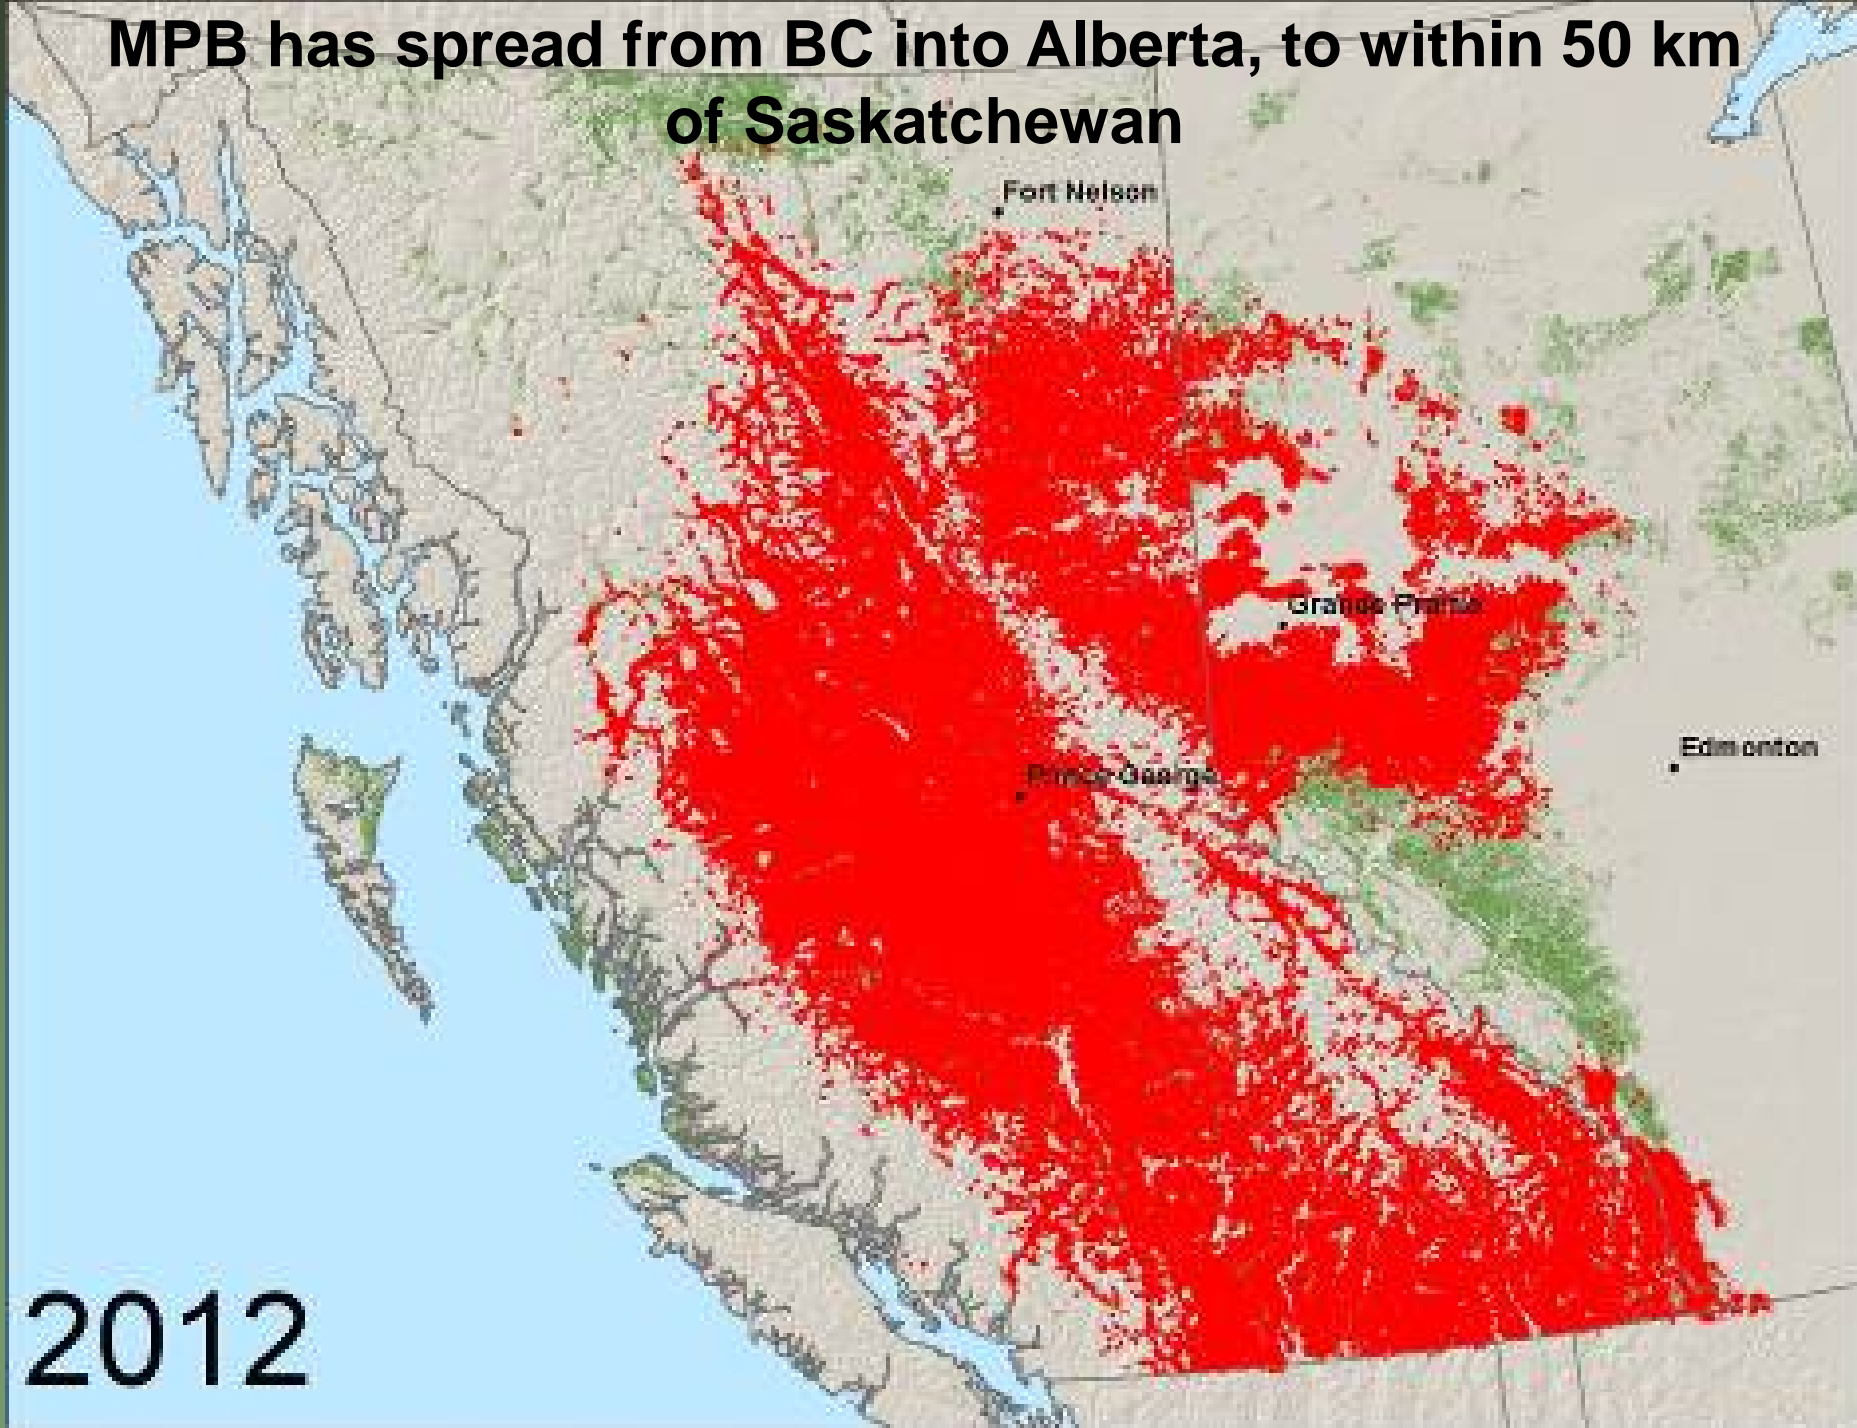 MPB has spread from BC into Alberta, to within 50 km
of Saskatchewan
Fort Nelson
Grande Prairie
Edmonton
Prince George
2012